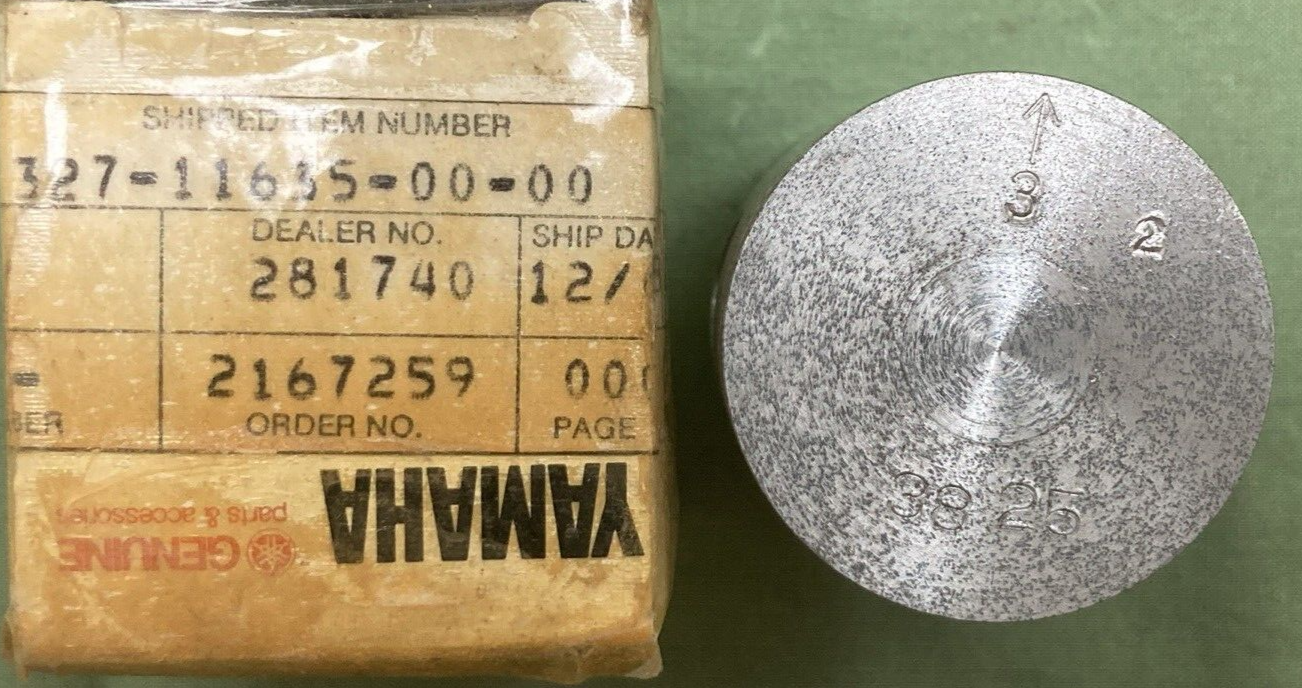 SHIPPED ITEM NUMBER
327-11635-00-00
DEALER NO.
SHIP DA
281740
12/
2167259
00
ORDER NO.
PAGE
YAMAHA
GENUINE
parts & accessories
3
2
38 25